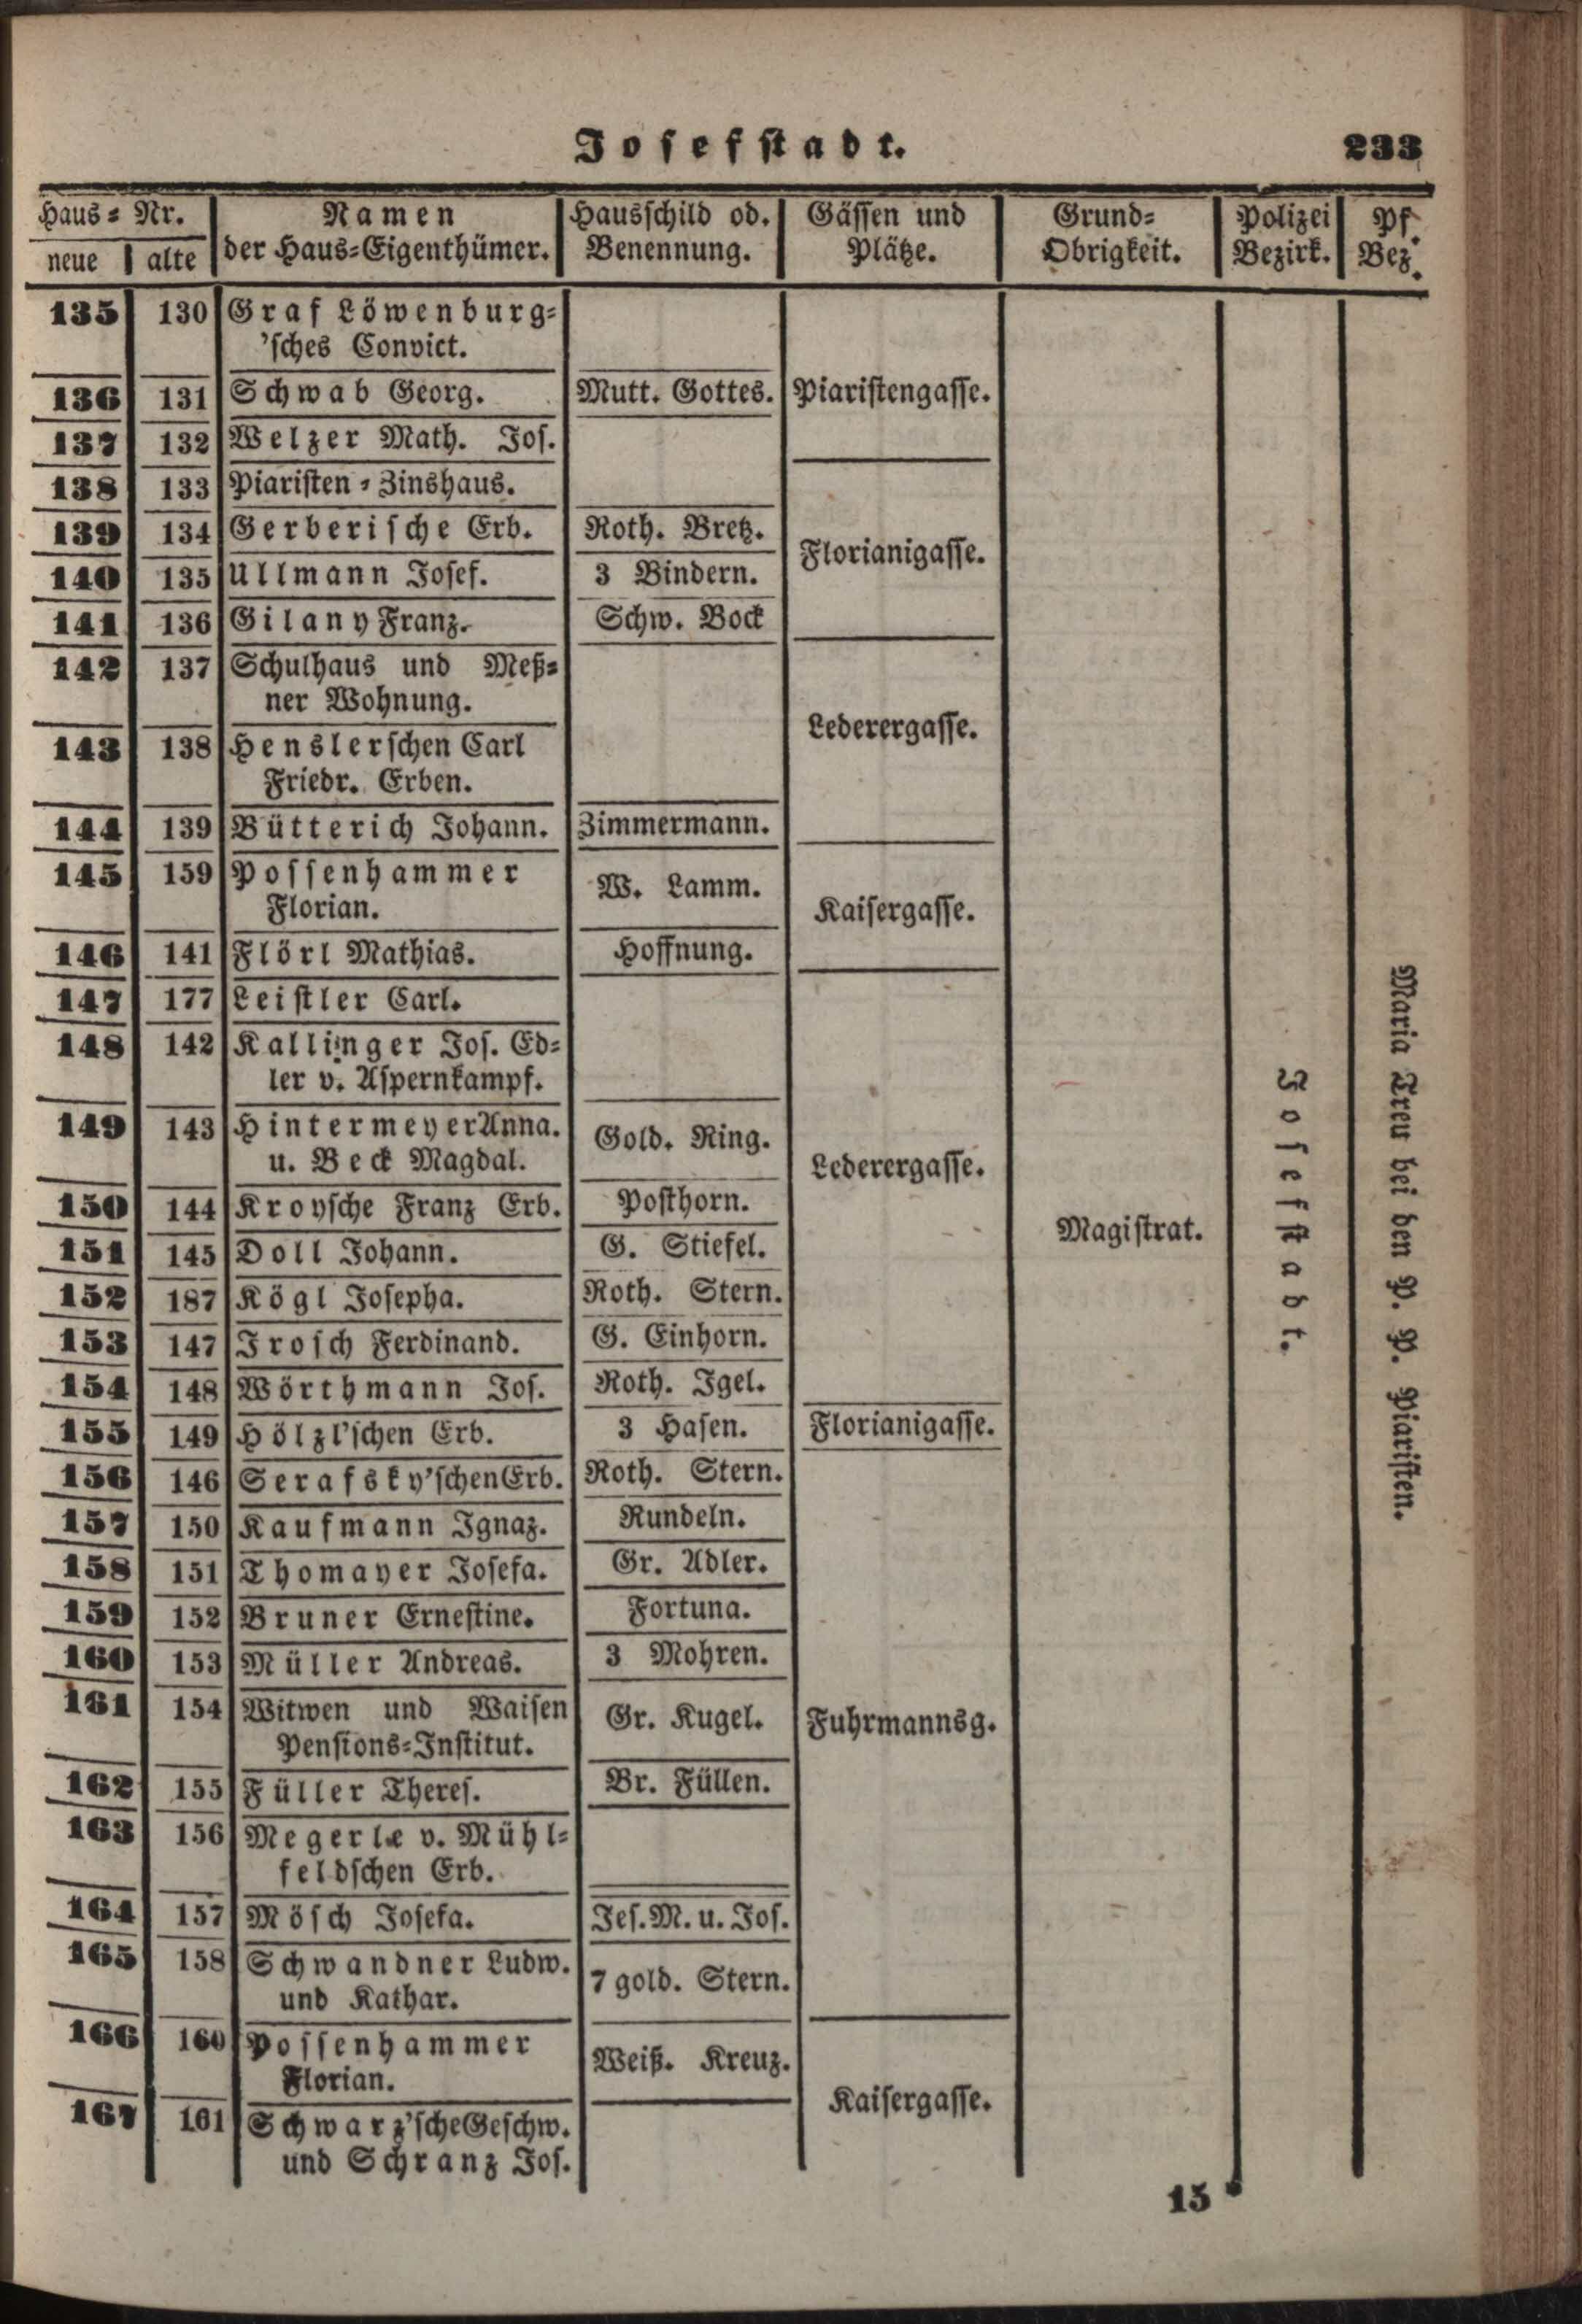 Josefstadt.
233
Haus-Nr.
neue
alte
Namen
der Haus-Eigenthümer.
Hausschild od.
Benennung.
Gässen und
Plätze.
Grund-
Obrigkeit.
Polizei
Bezirk.
Pf.
Bez.
135 130 Graf Löwenburg-
'sches Convict.
136 131 Schwab Georg. Mutt. Gottes. Piaristengasse.
137 132 Welzer Math. Jos.
138 133 Piaristen-Zinshaus.
139 134 Gerberische Erb. Roth. Bretz.
Florianigasse.
140 135 Ullmann Josef. 3 Bindern.
141 136 Gilany Franz. Schw. Bock
142 137 Schulhaus und Meß-
ner Wohnung.
Lederergasse.
143 138 Henslerschen Carl
Friedr. Erben.
144 139 Bütterich Johann. Zimmermann.
145 159 Possenhammer
Florian.
W. Lamm.
Kaisergasse.
146 141 Flörl Mathias. Hoffnung.
147 177 Leistler Carl.
148 142 Kallinger Jos. Ed-
ler v. Aspernkampf.
149 143 Hintermeyer Anna.
u. Beck Magdal.
Gold. Ring.
Lederergasse.
150 144 Kroysche Franz Erb. Posthorn.
Magistrat.
151 145 Doll Johann. G. Stiefel.
152 187 Kögl Josepha. Roth. Stern.
153 147 Jrosch Ferdinand. G. Einhorn.
154 148 Wörthmann Jos. Roth. Igel.
155 149 Hölzl'schen Erb. 3 Hasen. Florianigasse.
156 146 Serafsky'schen Erb. Roth. Stern.
157 150 Kaufmann Ignaz. Rundeln.
158 151 Thomayer Josefa. Gr. Adler.
159 152 Bruner Ernestine. Fortuna.
160 153 Müller Andreas. 3 Mohren.
161 154 Witwen und Waisen
Pensions-Institut.
Gr. Kugel. Fuhrmannsg.
162 155 Füller Theres. Br. Füllen.
163 156 Megerle v. Mühl-
feldschen Erb.
164 157 Mösch Josefa. Jes. M. u. Jos.
165 158 Schwandner Ludw.
und Kathar.
7 gold. Stern.
166 160 Possenhammer
Florian.
Weiß. Kreuz.
Kaisergasse.
167 161 Schwarz'sche Geschw.
und Schranz Jos.
Josefstadt.
Maria Treu bei den P. P. Piaristen.
15 *